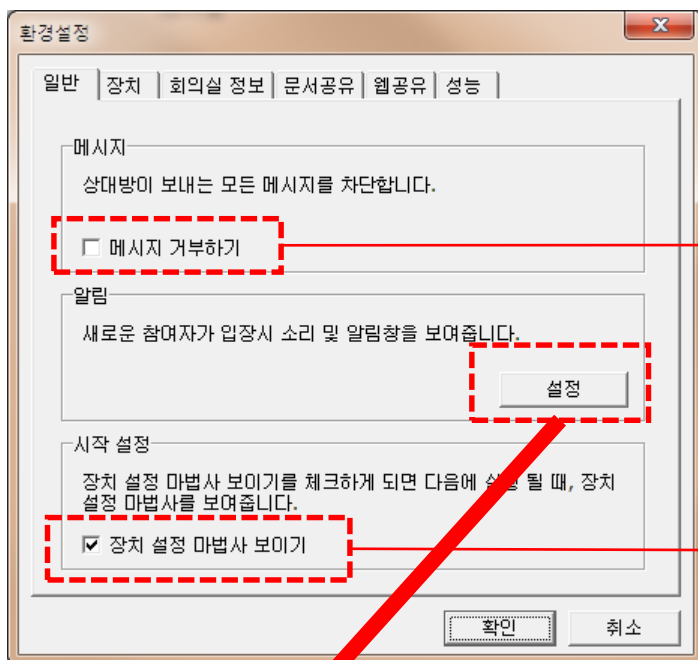 환경설정
일반 장치 회의실 정보 문서공유 웹공유 성능
메시지
상대방이 보내는 모든 메시지를 차단합니다.
메시지 거부하기
알림
새로운 참여자가 입장시 소리 및 알림창을 보여줍니다.
설정
시작 설정
장치 설정 마법사 보이기를 체크하게 되면 다음에 될 때, 장치
설정 마법사를 보여줍니다.
장치 설정 마법사 보이기
확인 취소